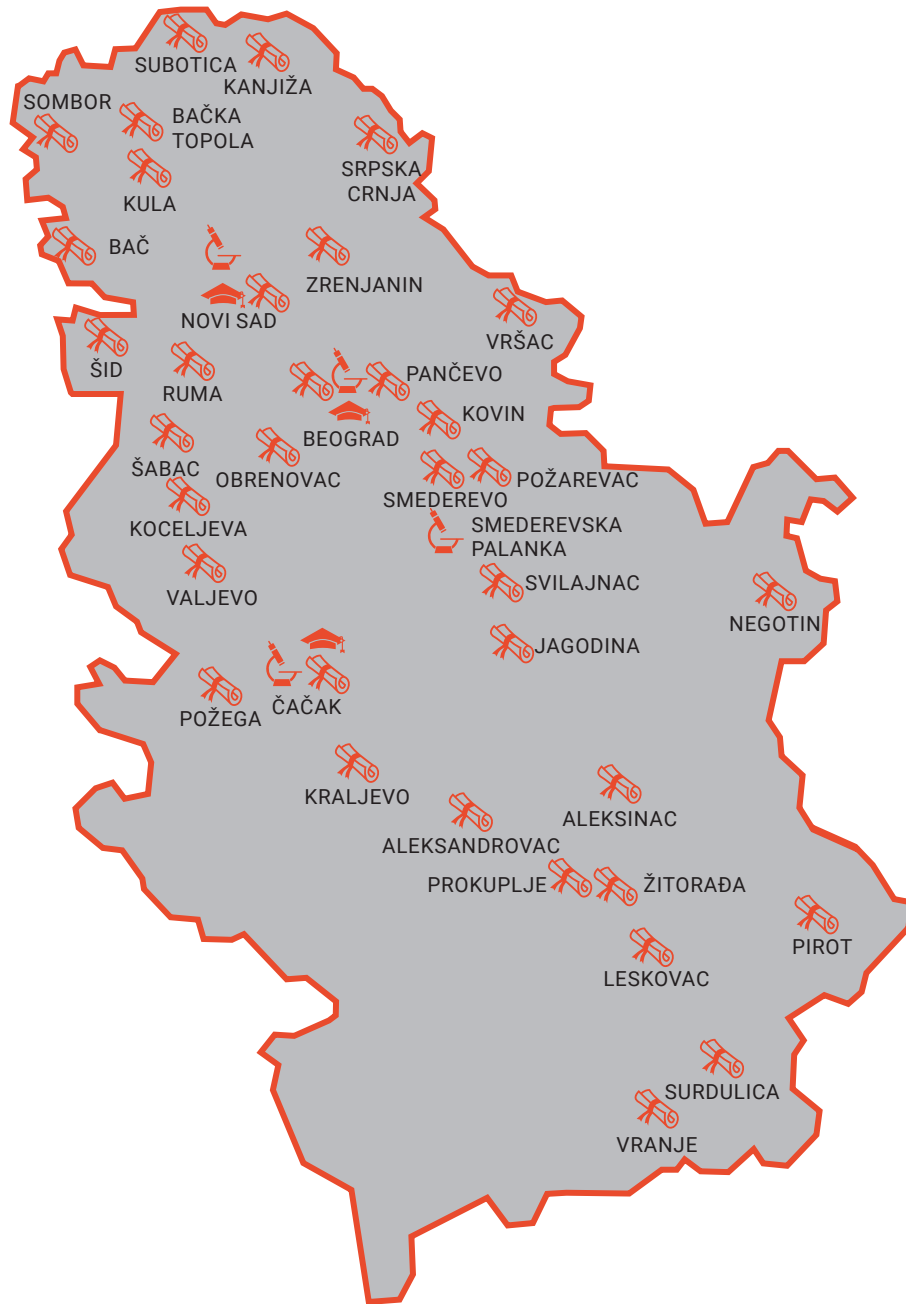 SUBOTICA
KANJIŽA
SOMBOR
BAČKA
TOPOLA
SRPSKA
CRNJA
KULA
BAČ
ZRENJANIN
NOVI SAD
VRŠAC
ŠID
RUMA
PANČEVO
KOVIN
BEOGRAD
ŠABAC
OBRENOVAC
SMEDEREVO
POŽAREVAC
KOCELJEVA
SMEDEREVSKA
PALANKA
VALJEVO
SVILAJNAC
NEGOTIN
JAGODINA
POŽEGA
ČAČAK
KRALJEVO
ALEKSINAC
ALEKSANDROVAC
PROKUPLJE
ŽITORAĐA
PIROT
LESKOVAC
SURDULICA
VRANJE